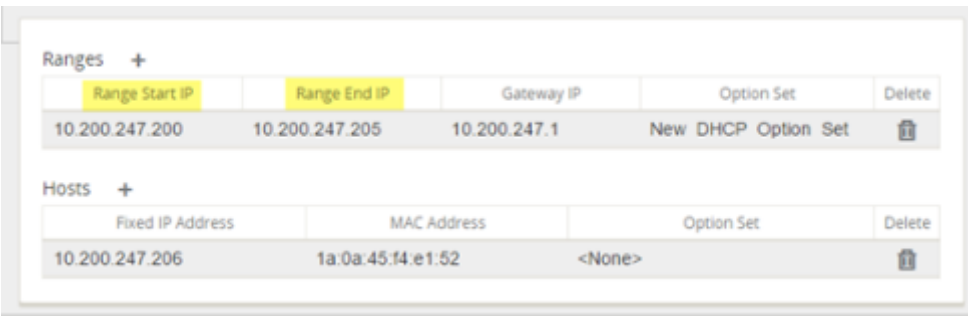 Ranges +
Range Start IP Range End IP Gateway IP Option Set Delete
10.200.247.200 10.200.247.205 10.200.247.1 New DHCP Option Set
Hosts +
Fixed IP Address MAC Address Option Set Delete
10.200.247.206 1a:0a:45:f4:e1:52 <None>